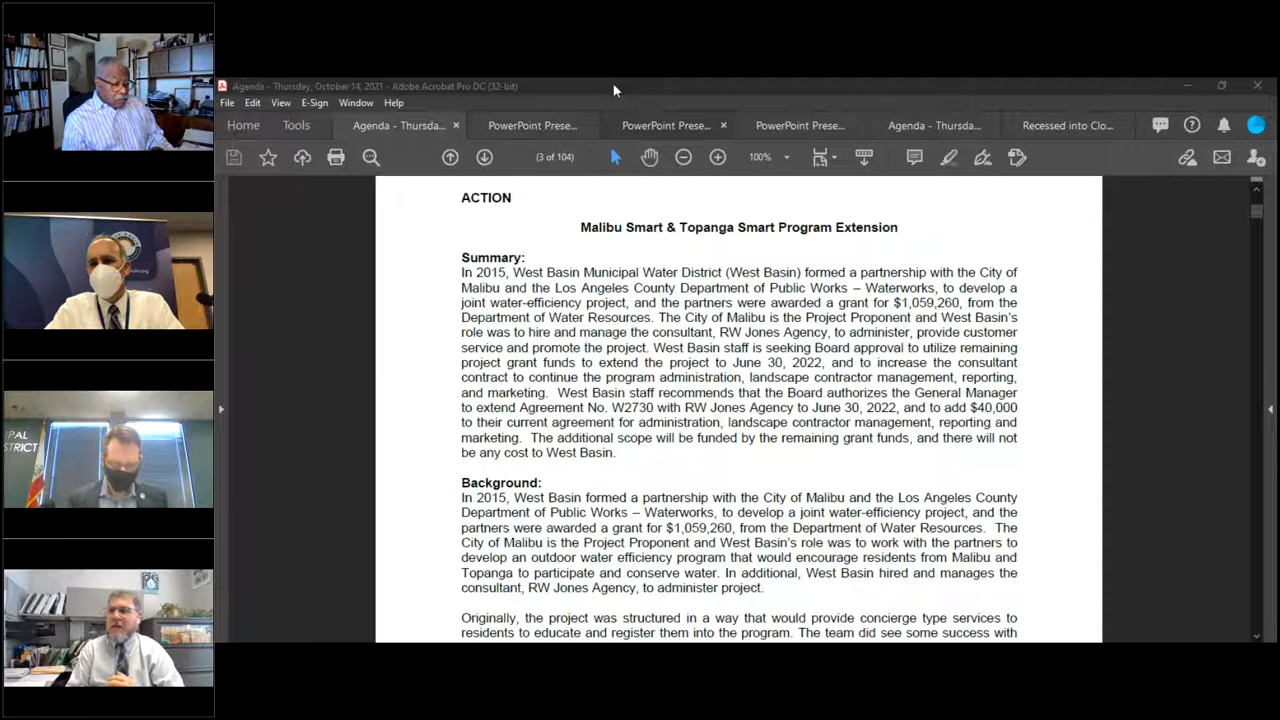 Agenda - Thursday, October 14, 2021 - Adobe Acrobat Pro DC (32-bit)
File Edit View E-Sign Window Help
Home Tools Agenda - Thursda... PowerPoint Prese... PowerPoint Prese... PowerPoint Prese... Agenda - Thursda... Recessed into Clo...
(3 of 104) 100%
ACTION
Malibu Smart & Topanga Smart Program Extension
Summary:
In 2015, West Basin Municipal Water District (West Basin) formed a partnership with the City of
Malibu and the Los Angeles County Department of Public Works – Waterworks, to develop a
joint water-efficiency project, and the partners were awarded a grant for $1,059,260, from the
Department of Water Resources. The City of Malibu is the Project Proponent and West Basin's
role was to hire and manage the consultant, RW Jones Agency, to administer, provide customer
service and promote the project. West Basin staff is seeking Board approval to utilize remaining
project grant funds to extend the project to June 30, 2022, and to increase the consultant
contract to continue the program administration, landscape contractor management, reporting,
and marketing. West Basin staff recommends that the Board authorizes the General Manager
to extend Agreement No. W2730 with RW Jones Agency to June 30, 2022, and to add $40,000
to their current agreement for administration, landscape contractor management, reporting and
marketing. The additional scope will be funded by the remaining grant funds, and there will not
be any cost to West Basin.
Background:
In 2015, West Basin formed a partnership with the City of Malibu and the Los Angeles County
Department of Public Works – Waterworks, to develop a joint water-efficiency project, and the
partners were awarded a grant for $1,059,260, from the Department of Water Resources. The
City of Malibu is the Project Proponent and West Basin's role was to work with the partners to
develop an outdoor water efficiency program that would encourage residents from Malibu and
Topanga to participate and conserve water. In additional, West Basin hired and manages the
consultant, RW Jones Agency, to administer project.
Originally, the project was structured in a way that would provide concierge type services to
residents to educate and register them into the program. The team did see some success with
PAL
STRICT